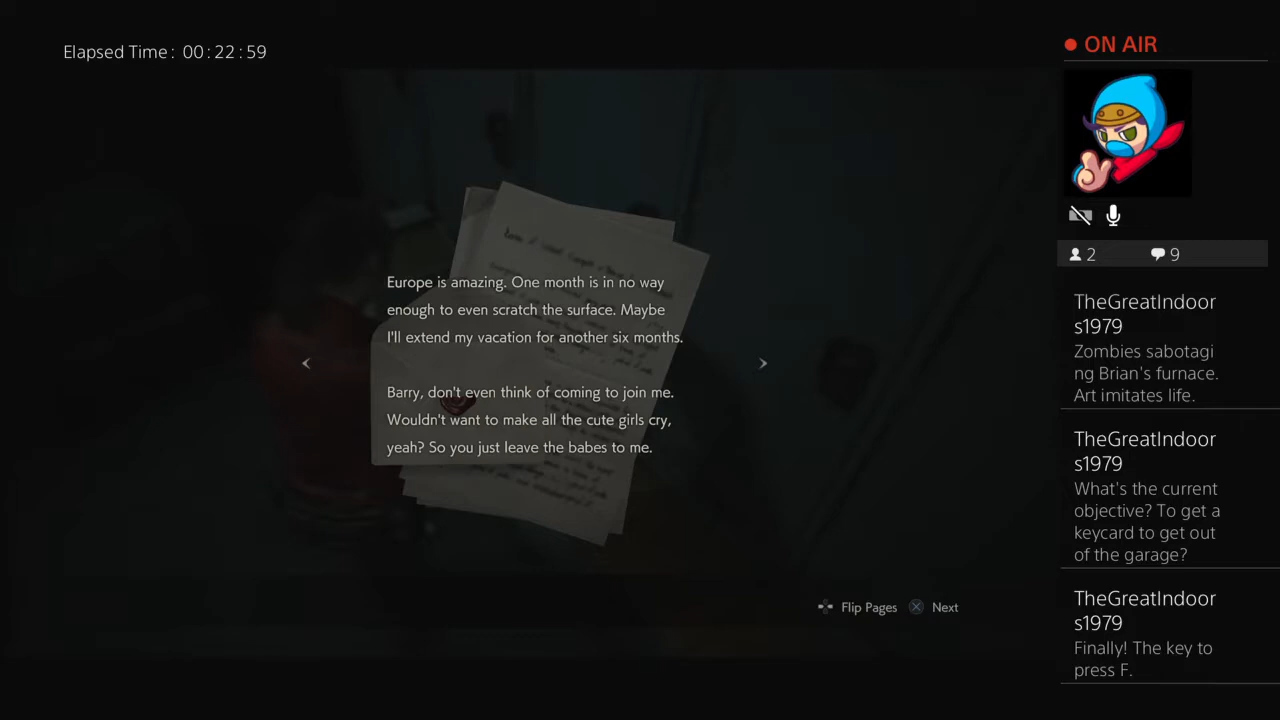 Elapsed Time: 00:22:59
ON AIR
2
9
Europe is amazing. One month is in no way
enough to even scratch the surface. Maybe
I'll extend my vacation for another six months.
Barry, don't even think of coming to join me.
Wouldn't want to make all the cute girls cry,
yeah? So you just leave the babes to me.
Flip Pages
Next
TheGreatIndoor
s1979
Zombies sabotagi
ng Brian's furnace.
Art imitates life.
TheGreatIndoor
s1979
What's the current
objective? To get a
keycard to get out
of the garage?
TheGreatIndoor
s1979
Finally! The key to
press F.